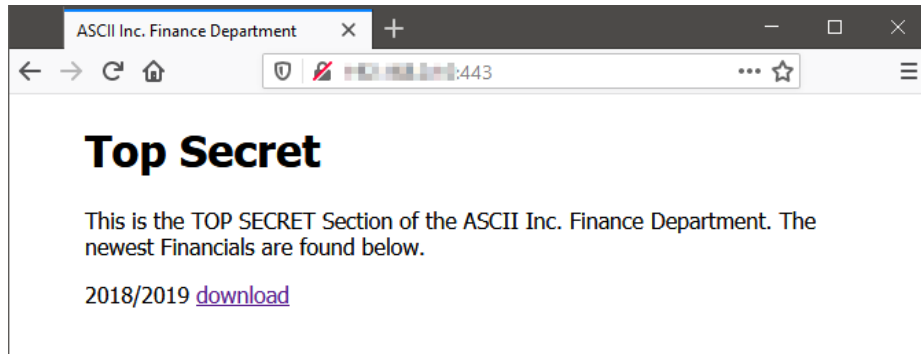 ASCII Inc. Finance Department
:443
Top Secret
This is the TOP SECRET Section of the ASCII Inc. Finance Department. The
newest Financials are found below.
2018/2019 download